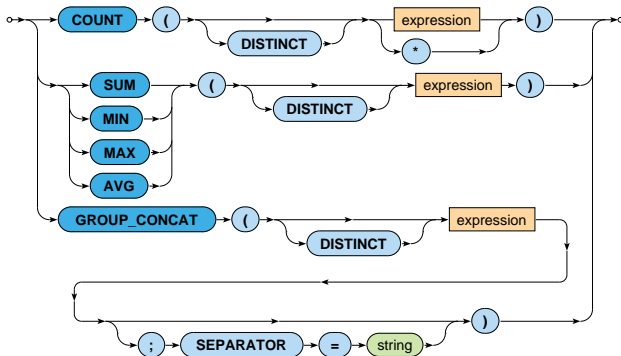 COUNT ( DISTINCT expression * )
SUM MIN MAX AVG ( DISTINCT expression )
GROUP_CONCAT ( DISTINCT expression
; SEPARATOR = string )